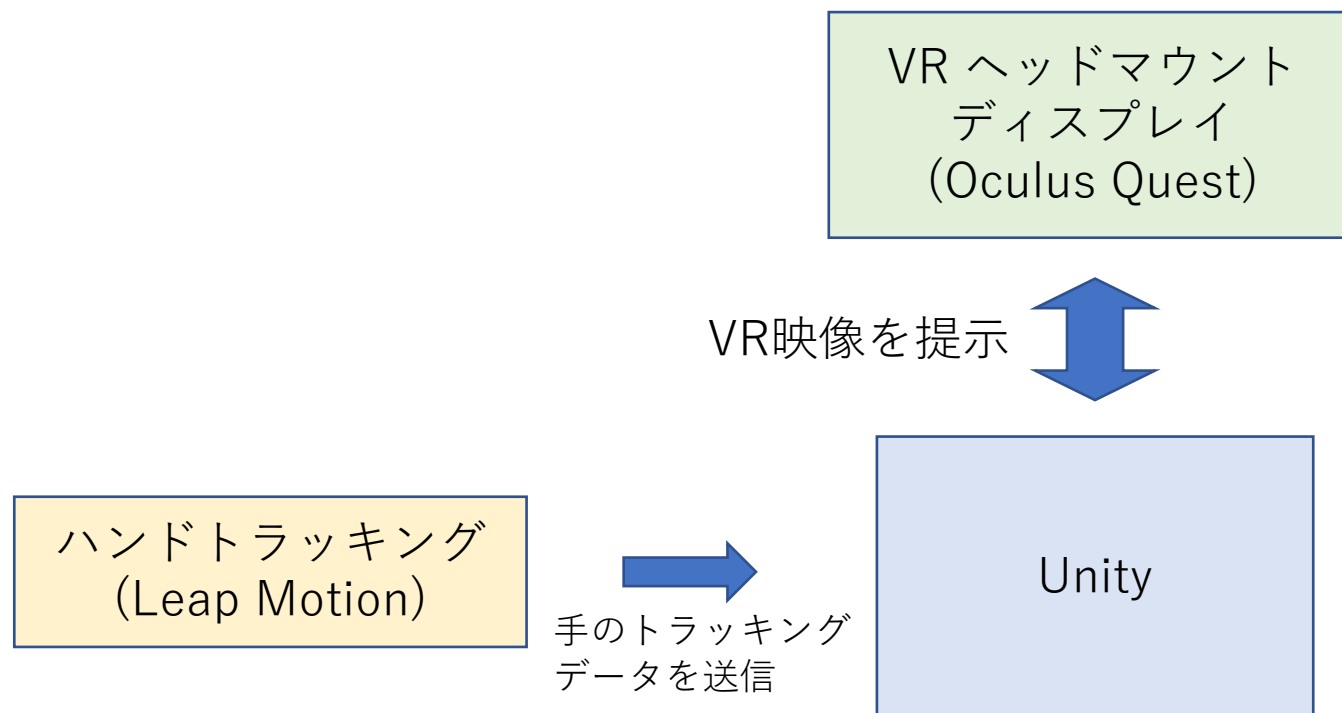 VR ヘッドマウント
ディスプレイ
(Oculus Quest)
VR映像を提示
ハンドトラッキング
(Leap Motion)
手のトラッキング
データを送信
Unity